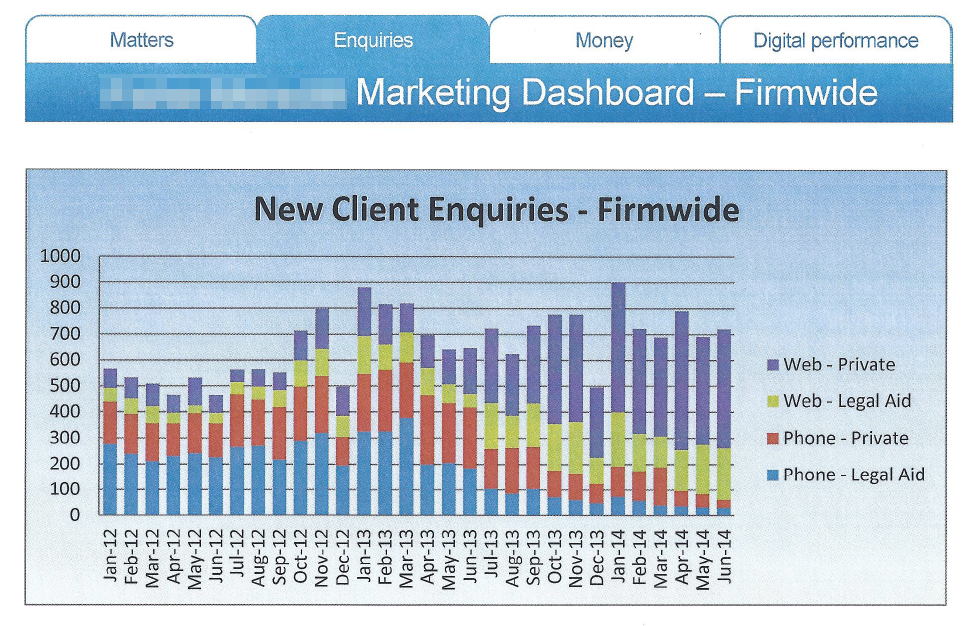 Matters Enquiries Money Digital performance
Marketing Dashboard – Firmwide
New Client Enquiries - Firmwide
1000
900
800
700
600
500
400
300
200
100
0
Jan-12 Feb-12 Mar-12 Apr-12 May-12 Jun-12 Jul-12 Aug-12 Sep-12 Oct-12 Nov-12 Dec-12 Jan-13 Feb-13 Mar-13 Apr-13 May-13 Jun-13 Jul-13 Aug-13 Sep-13 Oct-13 Nov-13 Dec-13 Jan-14 Feb-14 Mar-14 Apr-14 May-14 Jun-14
Web - Private
Web - Legal Aid
Phone - Private
Phone - Legal Aid